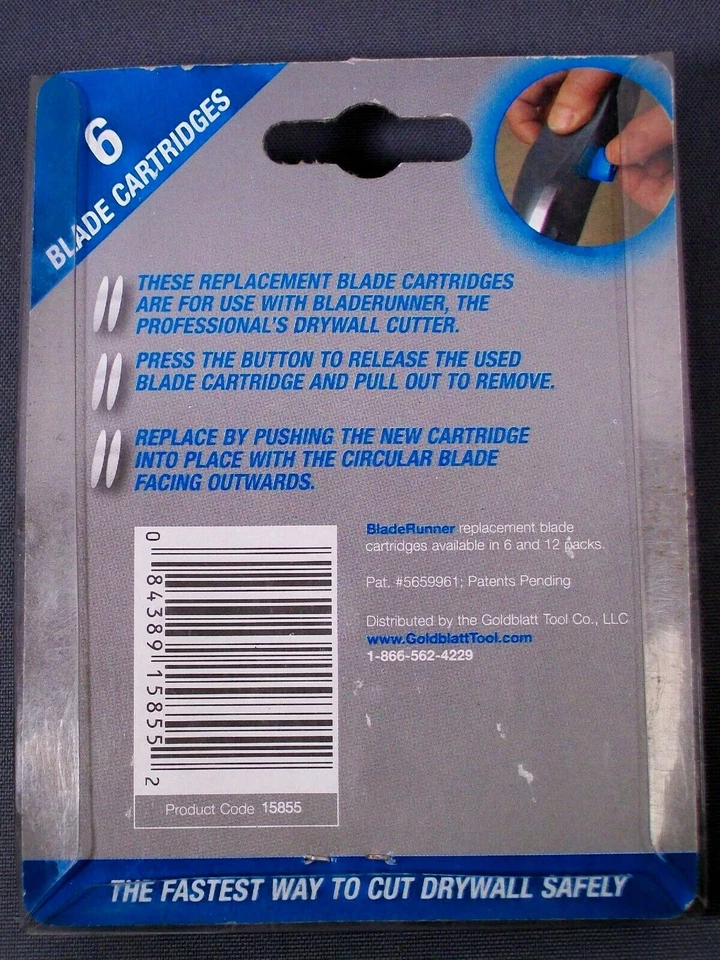 6
BLADE CARTRIDGES
THESE REPLACEMENT BLADE CARTRIDGES
ARE FOR USE WITH BLADERUNNER, THE
PROFESSIONAL'S DRYWALL CUTTER.
PRESS THE BUTTON TO RELEASE THE USED
BLADE CARTRIDGE AND PULL OUT TO REMOVE.
REPLACE BY PUSHING THE NEW CARTRIDGE
INTO PLACE WITH THE CIRCULAR BLADE
FACING OUTWARDS.
0 84389 15855 2
Product Code 15855
BladeRunner replacement blade
cartridges available in 6 and 12 packs.
Pat. #5659961; Patents Pending
Distributed by the Goldblatt Tool Co., LLC
www.GoldblattTool.com
1-866-562-4229
THE FASTEST WAY TO CUT DRYWALL SAFELY